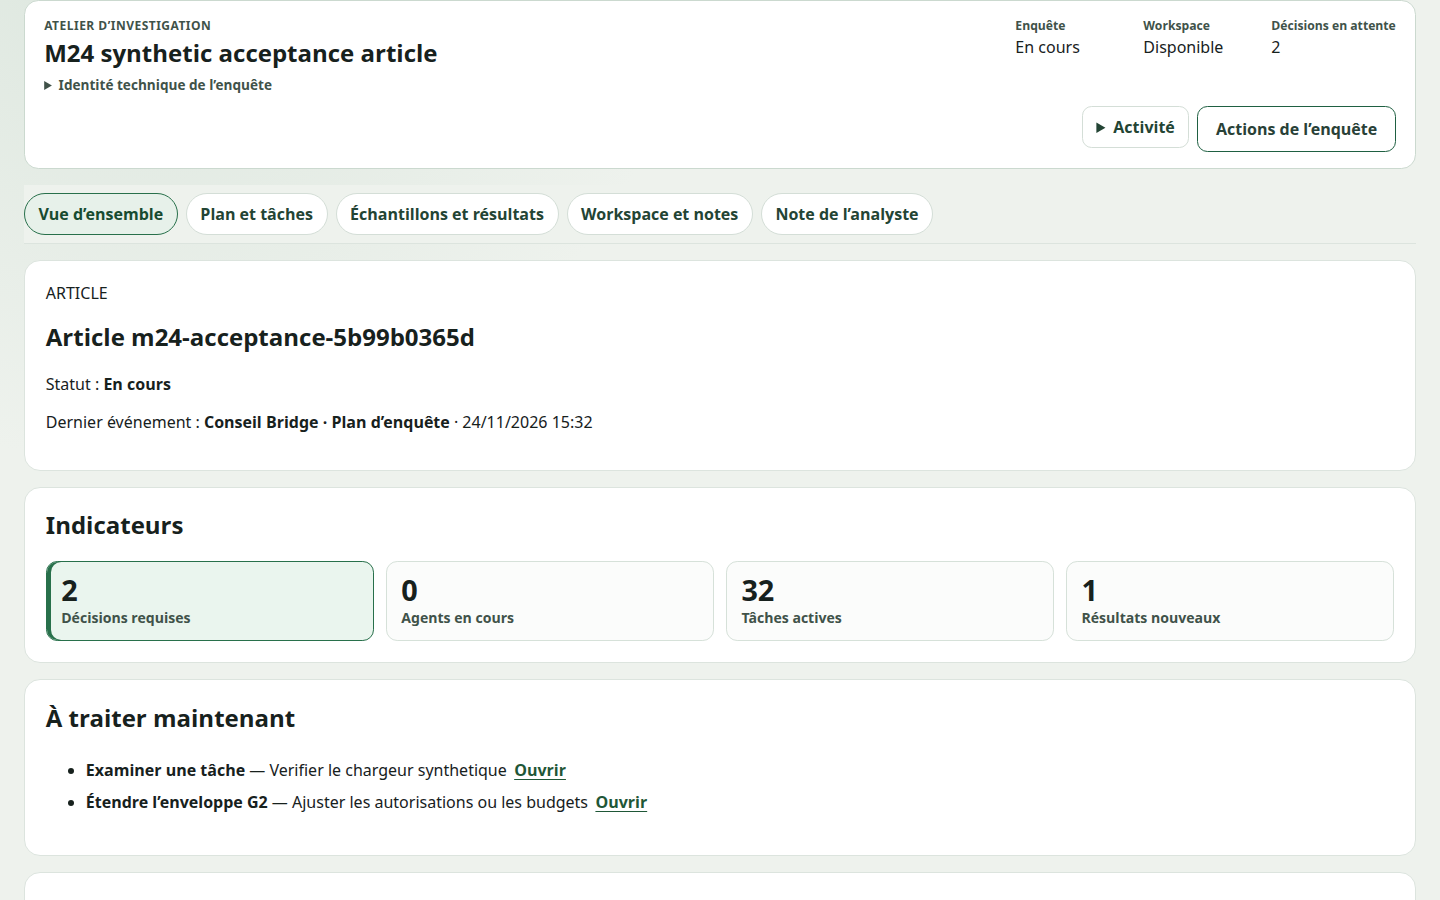 ATELIER D’INVESTIGATION
M24 synthetic acceptance article
▶ Identité technique de l’enquête
Enquête
En cours
Workspace
Disponible
Décisions en attente
2
▶ Activité
Actions de l’enquête
Vue d’ensemble
Plan et tâches
Échantillons et résultats
Workspace et notes
Note de l’analyste
ARTICLE
Article m24-acceptance-5b99b0365d
Statut : En cours
Dernier événement : Conseil Bridge · Plan d’enquête · 24/11/2026 15:32
Indicateurs
2
Décisions requises
0
Agents en cours
32
Tâches actives
1
Résultats nouveaux
À traiter maintenant
• Examiner une tâche — Verifier le chargeur synthetique Ouvrir
• Étendre l’enveloppe G2 — Ajuster les autorisations ou les budgets Ouvrir